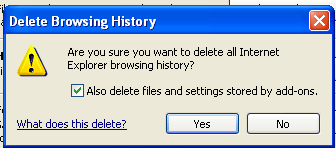 Delete Browsing History
Are you sure you want to delete all Internet
Explorer browsing history?
Also delete files and settings stored by add-ons.
What does this delete?
Yes
No